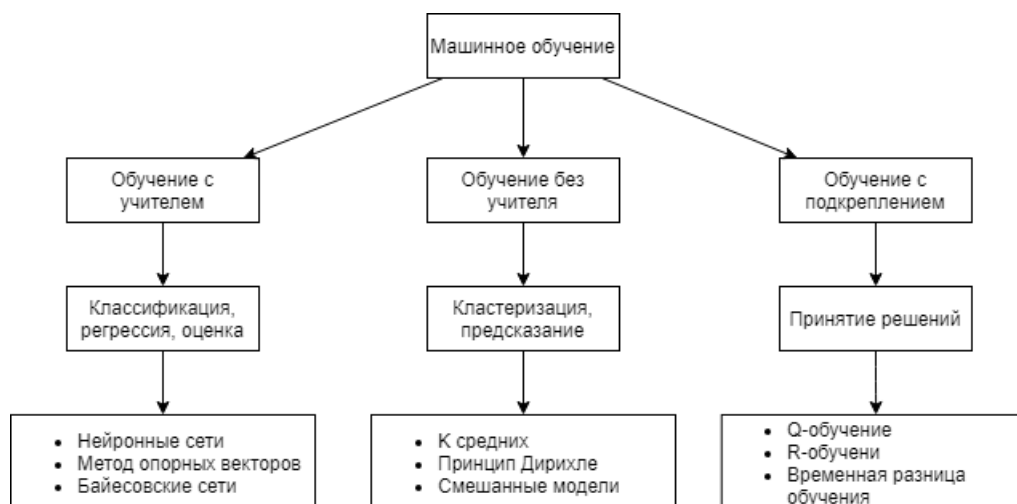 Машинное обучение
Обучение с
учителем
Обучение без
учителя
Обучение с
подкреплением
Классификация,
регрессия, оценка
Кластеризация,
предсказание
Принятие решений
• Нейронные сети
• Метод опорных векторов
• Байесовские сети
• К средних
• Принцип Дирихле
• Смешанные модели
• Q-обучение
• R-обучени
• Временная разница
обучения